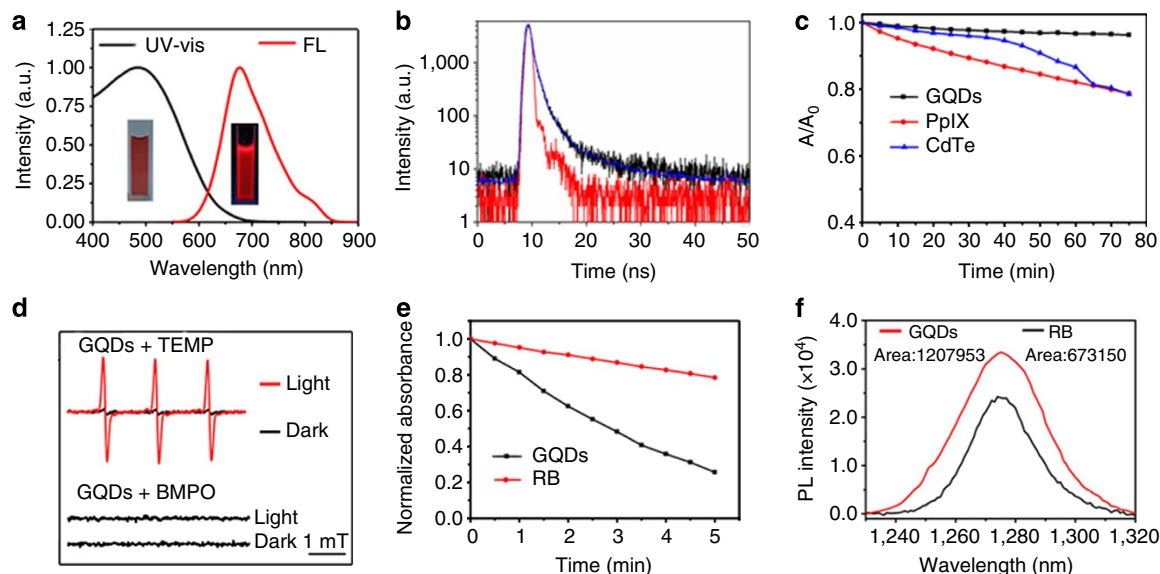 a
1.25
1.00
0.75
0.50
0.25
0.00
Intensity (a.u.)
UV-vis
FL
400 500 600 700 800 900
Wavelength (nm)
b
1,000
100
10
1
Intensity (a.u.)
0 10 20 30 40 50
Time (ns)
c
1.0
0.8
0.6
0.4
A/A0
GQDs
PpIX
CdTe
0 10 20 30 40 50 60 70 80
Time (min)
d
GQDs + TEMP
Light
Dark
GQDs + BMPO
Light
Dark 1 mT
e
1.0
0.8
0.6
0.4
0.2
0.0
Normalized absorbance
GQDs
RB
0 1 2 3 4 5
Time (min)
f
4.0
3.0
2.0
1.0
0.0
PL intensity (×10⁴)
GQDs RB
Area:1207953 Area:673150
1,240 1,260 1,280 1,300 1,320
Wavelength (nm)